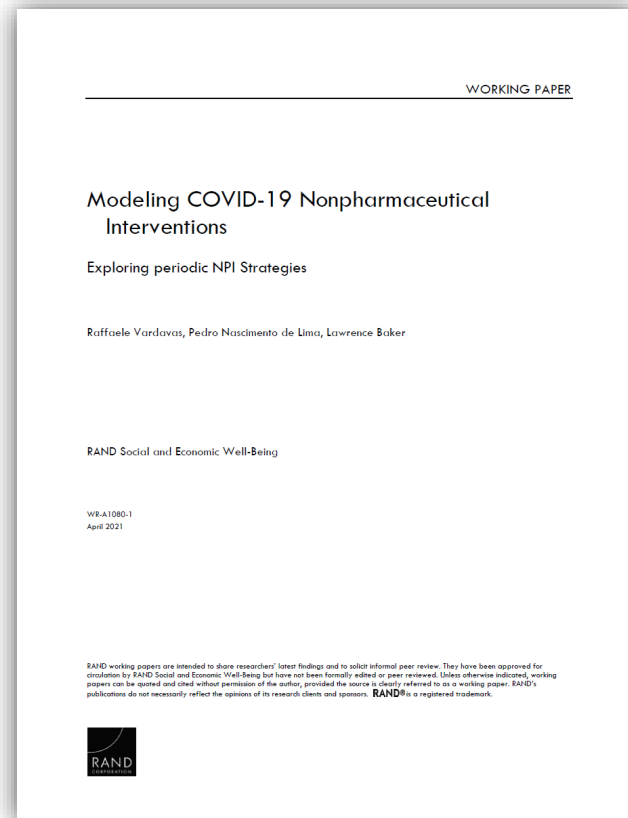 WORKING PAPER
Modeling COVID-19 Nonpharmaceutical
Interventions
Exploring periodic NPI Strategies
Raffaele Vardavas, Pedro Nascimento de Lima, Lawrence Baker
RAND Social and Economic Well-Being
WR-A1080-1
April 2021
RAND working papers are intended to share researchers' latest findings and to solicit informal peer review. They have been approved for
circulation by RAND Social and Economic Well-Being but have not been formally edited or peer reviewed. Unless otherwise indicated, working
papers can be quoted and cited without permission of the author, provided the source is clearly referred to as a working paper. RAND's
publications do not necessarily reflect the opinions of its research clients and sponsors. RAND® is a registered trademark.
RAND
CORPORATION